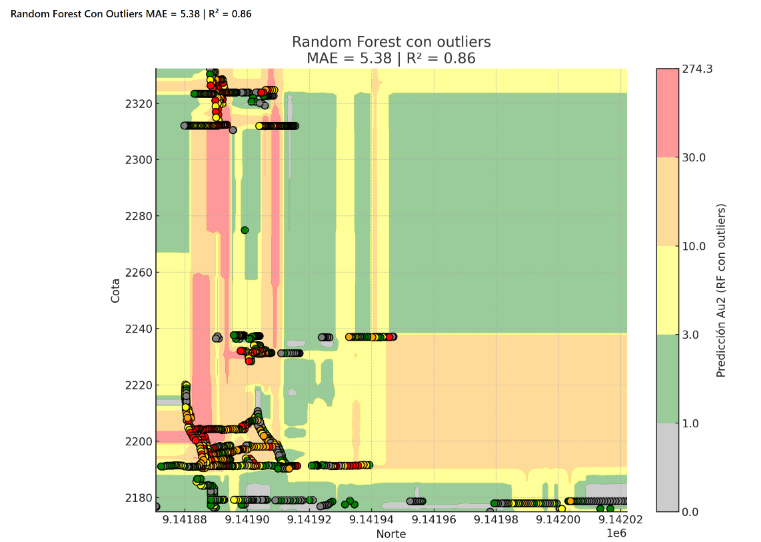 Random Forest Con Outliers MAE = 5.38 | R² = 0.86
Random Forest con outliers
MAE = 5.38 | R² = 0.86
Cota
2320
2300
2280
2260
2240
2220
2200
2180
9.14188 9.14190 9.14192 9.14194 9.14196 9.14198 9.14200 9.14202
1e6
Norte
274.3
30.0
10.0
3.0
1.0
0.0
Predicción Au2 (RF con outliers)